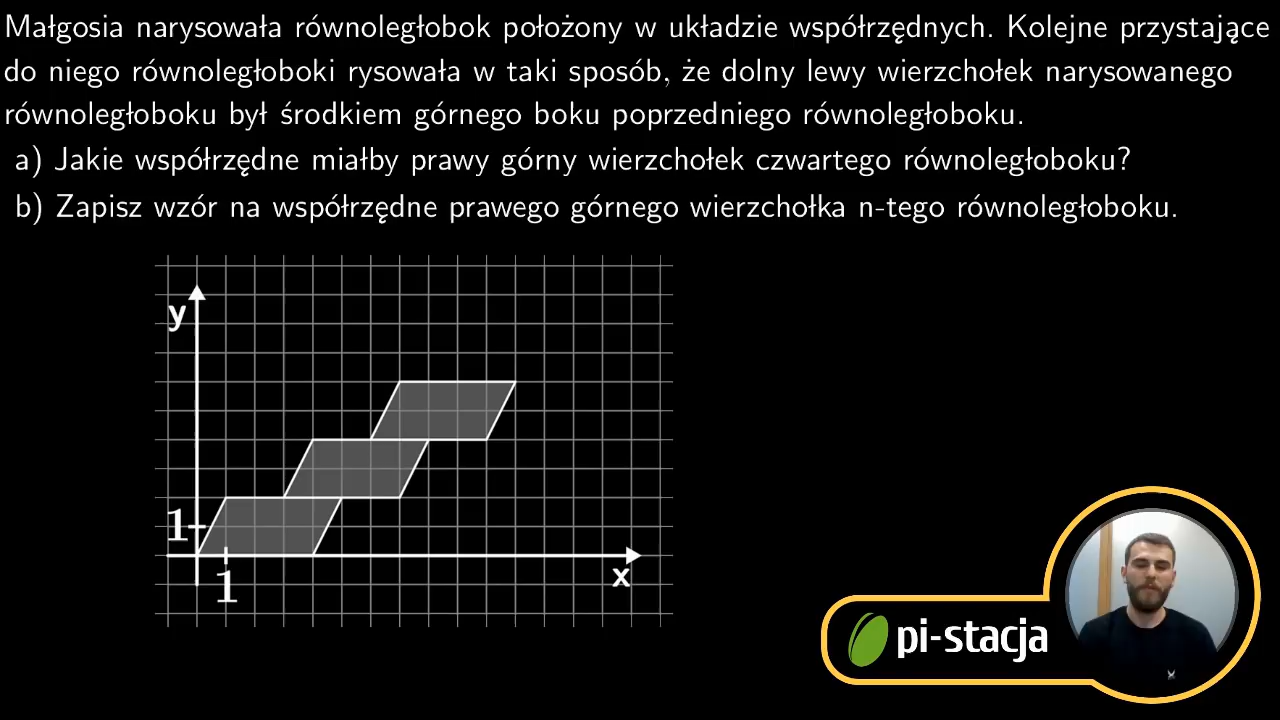 Małgosia narysowała równoległobok położony w układzie współrzędnych. Kolejne przystające
do niego równoległoboki rysowała w taki sposób, że dolny lewy wierzchołek narysowanego
równoległoboku był środkiem górnego boku poprzedniego równoległoboku.
a) Jakie współrzędne miałby prawy górny wierzchołek czwartego równoległoboku?
b) Zapisz wzór na współrzędne prawego górnego wierzchołka n-tego równoległoboku.
y
1
1
x
pi-stacja